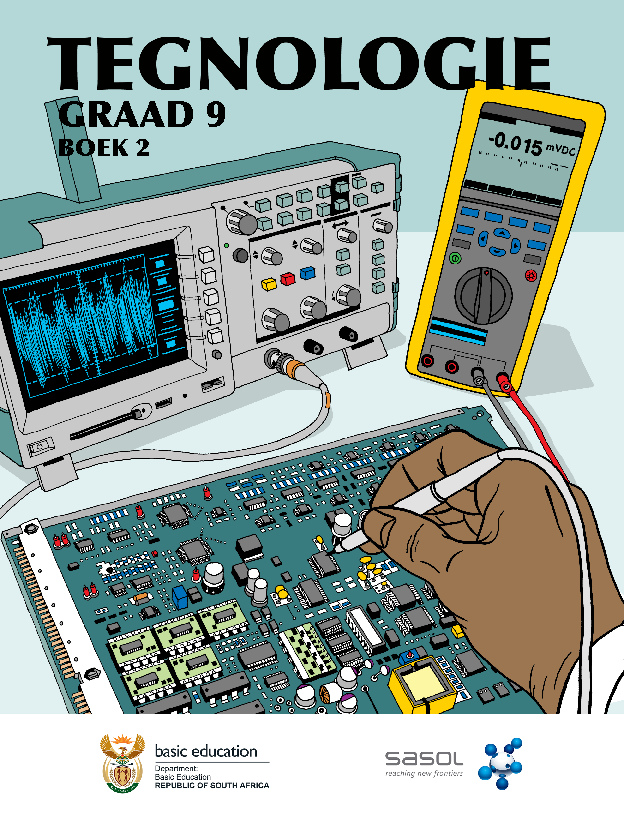 TEGNOLOGIE
GRAAD 9
BOEK 2
-0.015 mVDC
basic education
Department:
Basic Education
REPUBLIC OF SOUTH AFRICA
sasol
reaching new frontiers